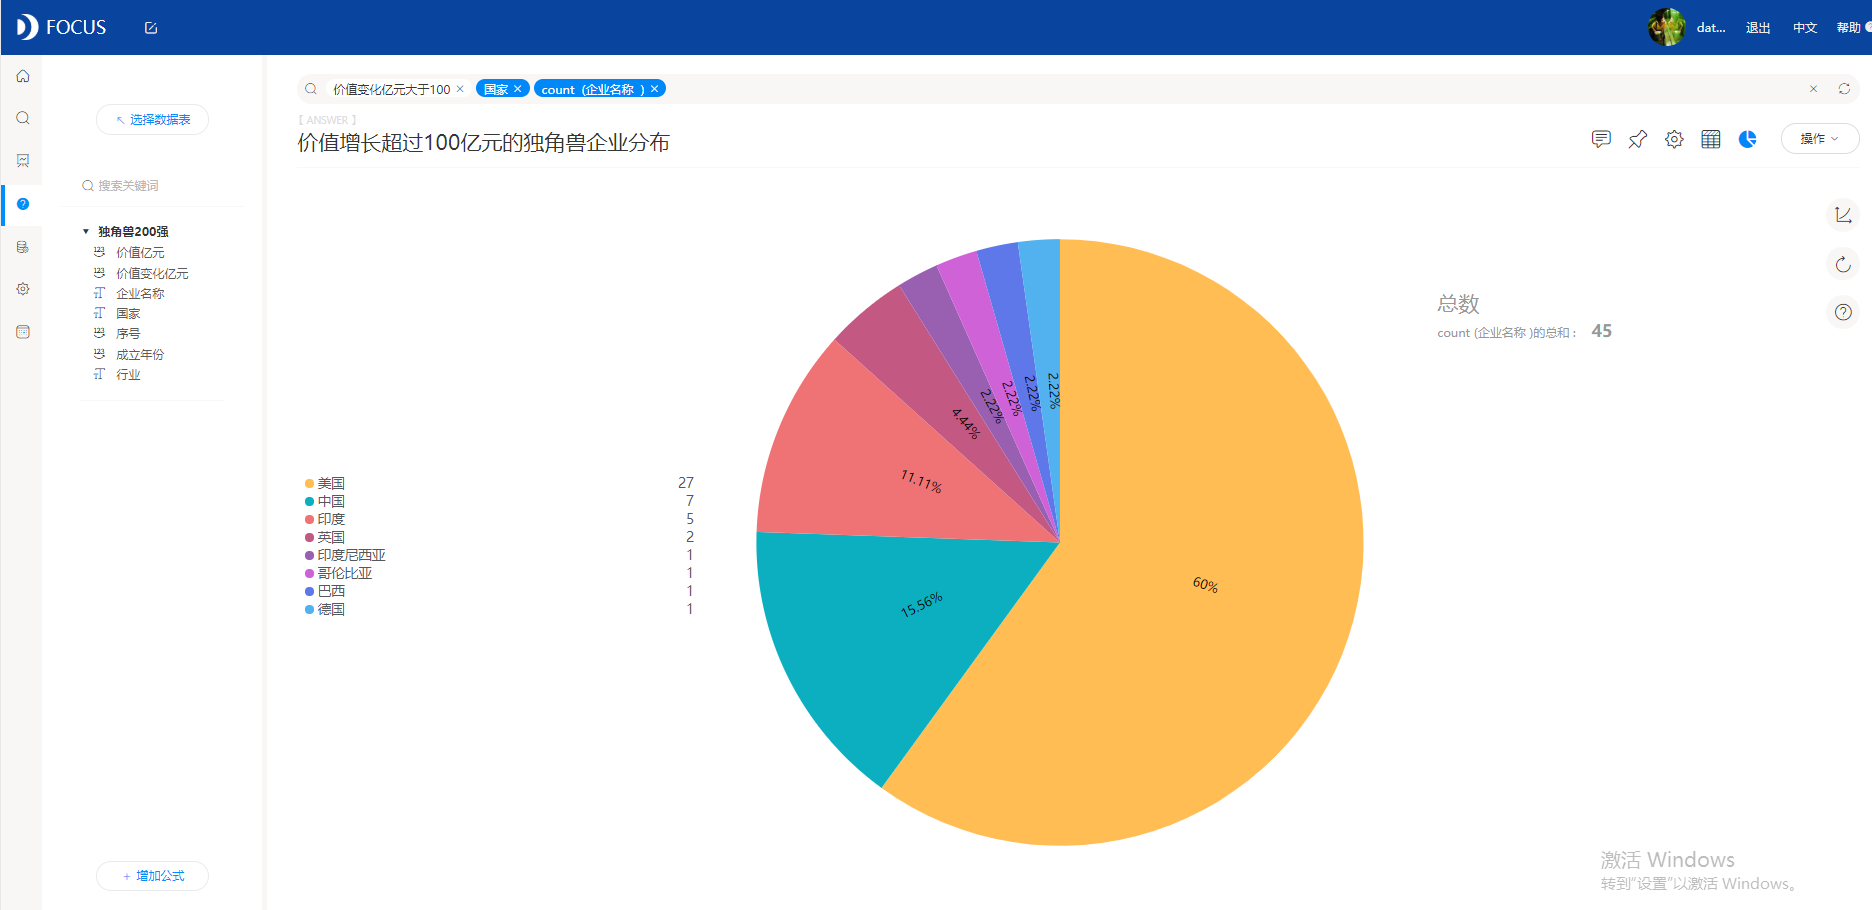 FOCUS
dat...
退出
中文
帮助
选择数据表
搜索关键词
独角兽200强
价值亿元
价值变化亿元
企业名称
国家
序号
成立年份
行业
+ 增加公式
价值变化亿元大于100 × 国家 × count (企业名称 ) ×
【 ANSWER 】
价值增长超过100亿元的独角兽企业分布
操作
美国 27
中国 7
印度 5
英国 2
印度尼西亚 1
哥伦比亚 1
巴西 1
德国 1
60%
15.56%
11.11%
4.44%
2.22%
2.22%
2.22%
2.22%
总数
count (企业名称 )的总和 : 45
激活 Windows
转到“设置”以激活 Windows。